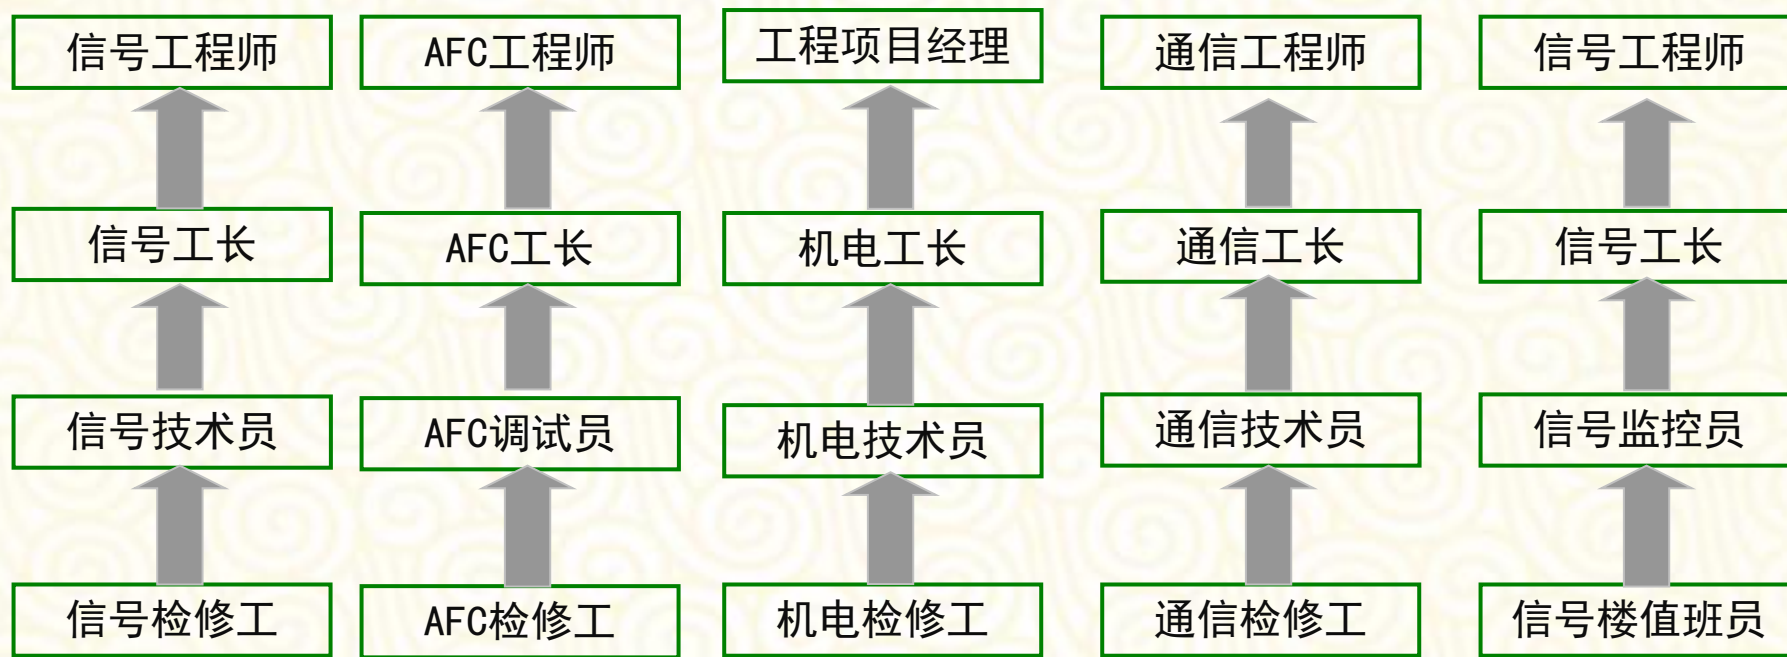 信号工程师
AFC工程师
工程项目经理
通信工程师
信号工程师
信号工长
AFC工长
机电工长
通信工长
信号工长
信号技术员
AFC调试员
机电技术员
通信技术员
信号监控员
信号检修工
AFC检修工
机电检修工
通信检修工
信号楼值班员